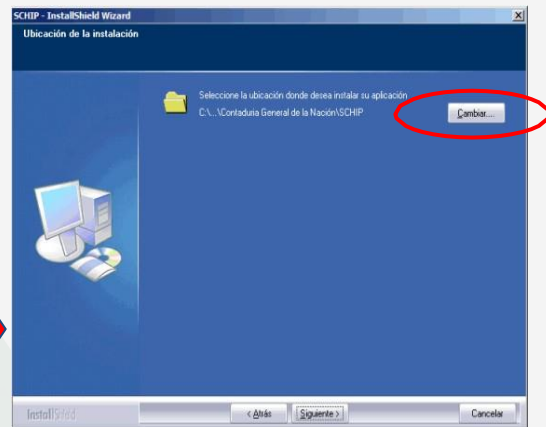 SCHIP - InstallShield Wizard
Ubicación de la instalación
Seleccione la ubicación donde desea instalar su aplicación
C:\...\Contaduria General de la Nación\SCHIP
Cambiar...
InstallShield
< Atrás
Siguiente >
Cancelar